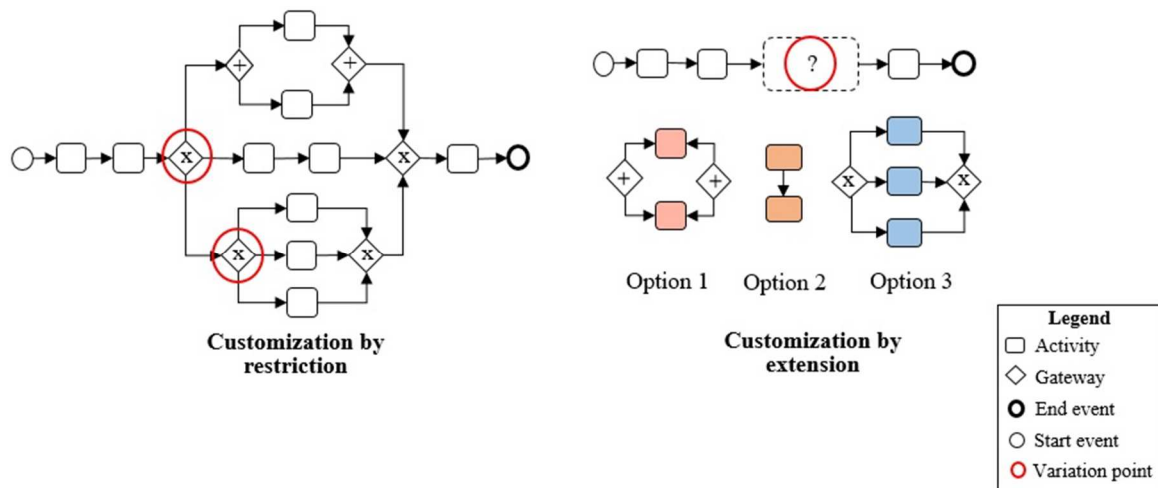 +
+
?
x
x
x
x
+
+
x
x
Option 1
Option 2
Option 3
Customization by
restriction
Customization by
extension
Legend
Activity
Gateway
End event
Start event
Variation point